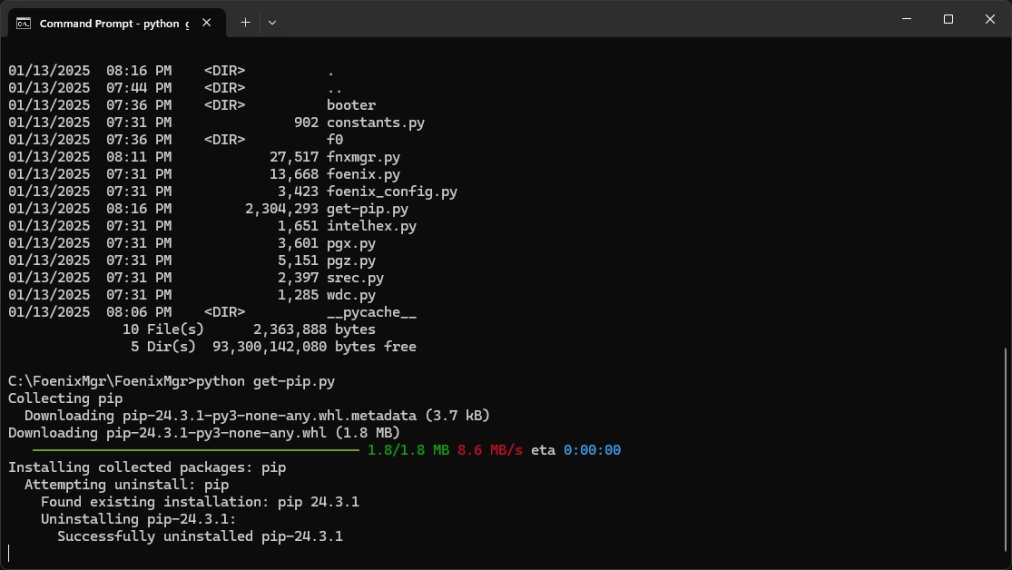 Command Prompt - python g
01/13/2025  08:16 PM    <DIR>          .
01/13/2025  07:44 PM    <DIR>          ..
01/13/2025  07:36 PM    <DIR>          booter
01/13/2025  07:31 PM               902 constants.py
01/13/2025  07:36 PM    <DIR>          f0
01/13/2025  08:11 PM            27,517 fnxmgr.py
01/13/2025  07:31 PM            13,668 foenix.py
01/13/2025  07:31 PM             3,423 foenix_config.py
01/13/2025  08:16 PM         2,304,293 get-pip.py
01/13/2025  07:31 PM             1,651 intelhex.py
01/13/2025  07:31 PM             3,601 pgx.py
01/13/2025  07:31 PM             5,151 pgz.py
01/13/2025  07:31 PM             2,397 srec.py
01/13/2025  07:31 PM             1,285 wdc.py
01/13/2025  08:06 PM    <DIR>          __pycache__
              10 File(s)      2,363,888 bytes
               5 Dir(s)  93,300,142,080 bytes free
C:\FoenixMgr\FoenixMgr>python get-pip.py
Collecting pip
  Downloading pip-24.3.1-py3-none-any.whl.metadata (3.7 kB)
Downloading pip-24.3.1-py3-none-any.whl (1.8 MB)
1.8/1.8 MB 8.6 MB/s eta 0:00:00
Installing collected packages: pip
  Attempting uninstall: pip
    Found existing installation: pip 24.3.1
    Uninstalling pip-24.3.1:
      Successfully uninstalled pip-24.3.1